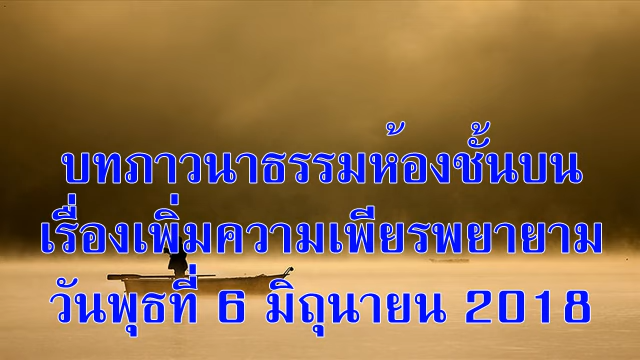 บทภาวนาธรรมห้องชั้นบน
เรื่องเพิ่มความเพียรพยายาม
วันพุธที่ 6 มิถุนายน 2018